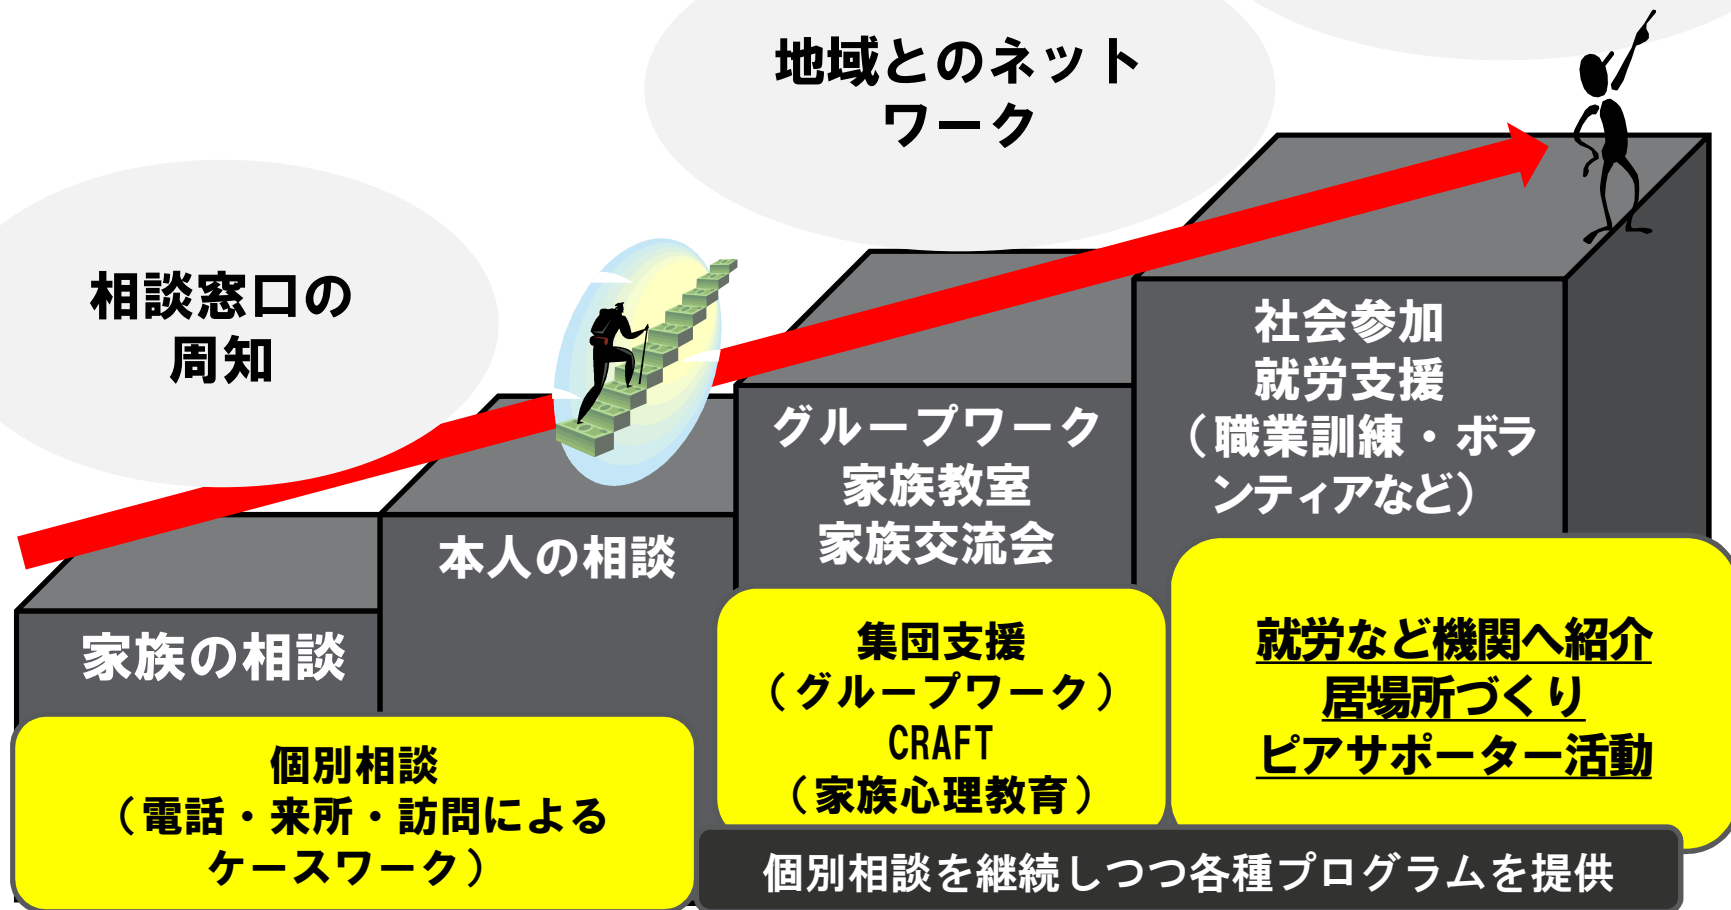 地域とのネット
ワーク
相談窓口の
周知
社会参加
就労支援
（職業訓練・ボラ
ンティアなど）
グループワーク
家族教室
家族交流会
本人の相談
家族の相談
個別相談
（電話・来所・訪問による
ケースワーク）
集団支援
（グループワーク）
CRAFT
（家族心理教育）
就労など機関へ紹介
居場所づくり
ピアサポーター活動
個別相談を継続しつつ各種プログラムを提供